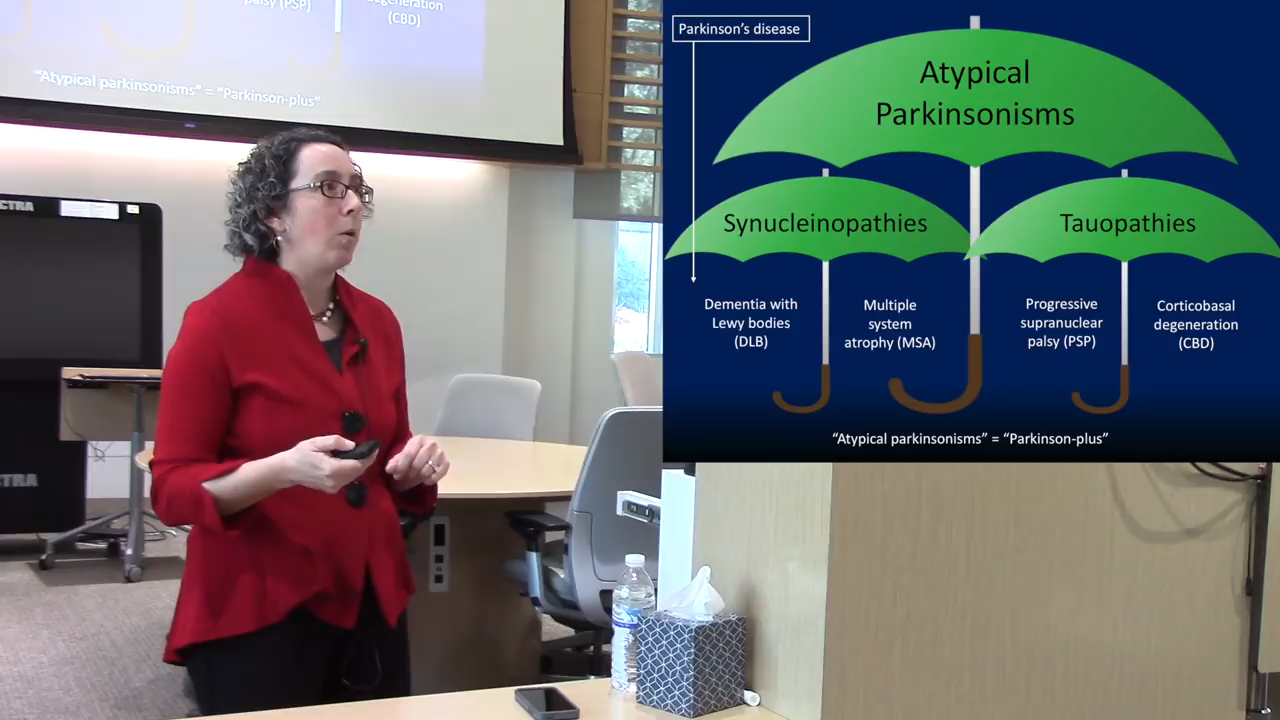 palsy (PSP)
(CBD)
"Atypical parkinsonisms" = "Parkinson-plus"
CTRA
CTRA
Parkinson's disease
Atypical
Parkinsonisms
Synucleinopathies
Tauopathies
Dementia with
Lewy bodies
(DLB)
Multiple
system
atrophy (MSA)
Progressive
supranuclear
palsy (PSP)
Corticobasal
degeneration
(CBD)
"Atypical parkinsonisms" = "Parkinson-plus"